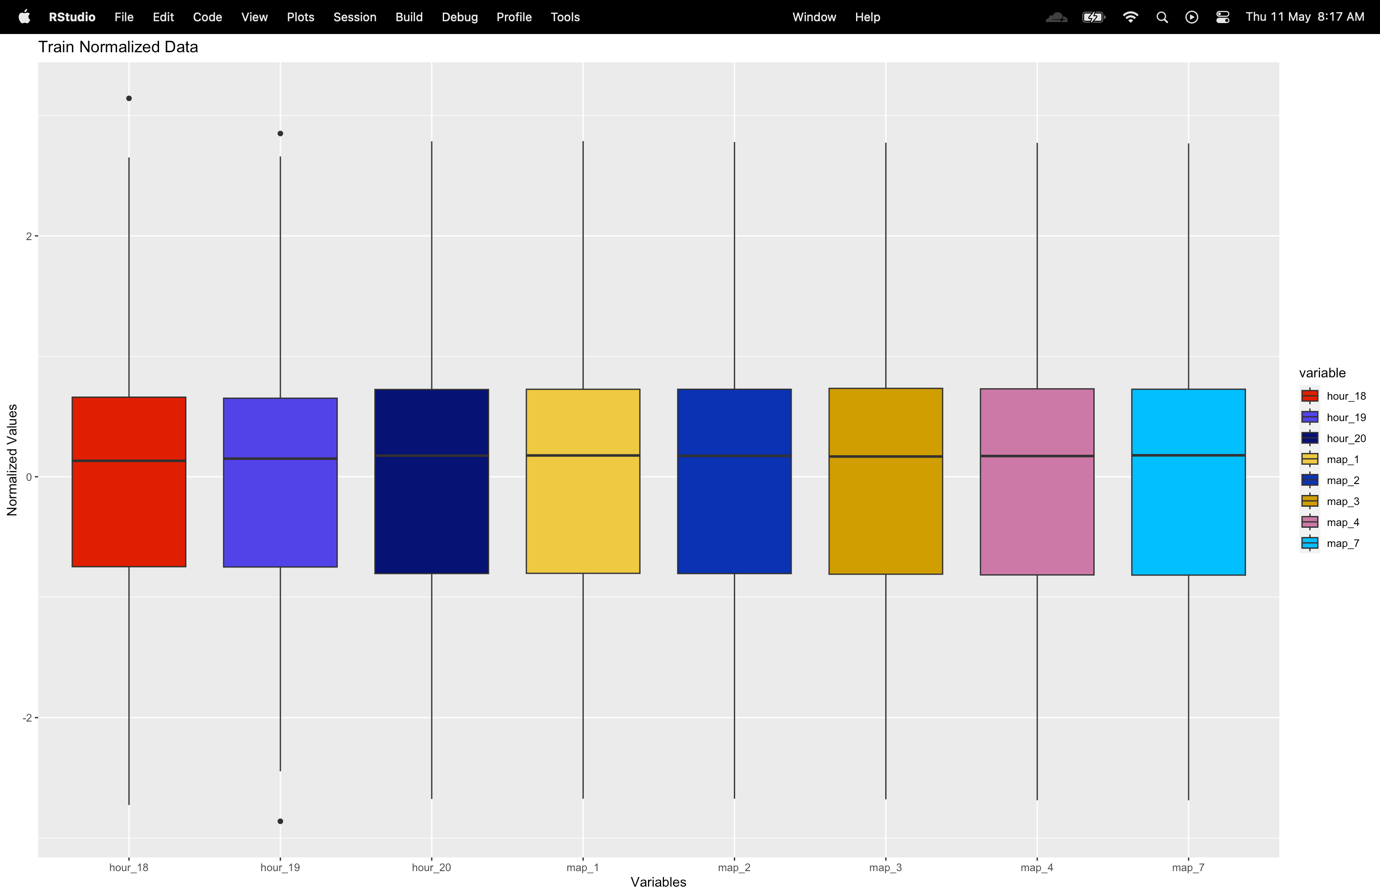 RStudio File Edit Code View Plots Session Build Debug Profile Tools Window Help Thu 11 May 8:17 AM
Train Normalized Data
Normalized Values
2
0
-2
hour_18 hour_19 hour_20 map_1 map_2 map_3 map_4 map_7
Variables
variable
hour_18
hour_19
hour_20
map_1
map_2
map_3
map_4
map_7